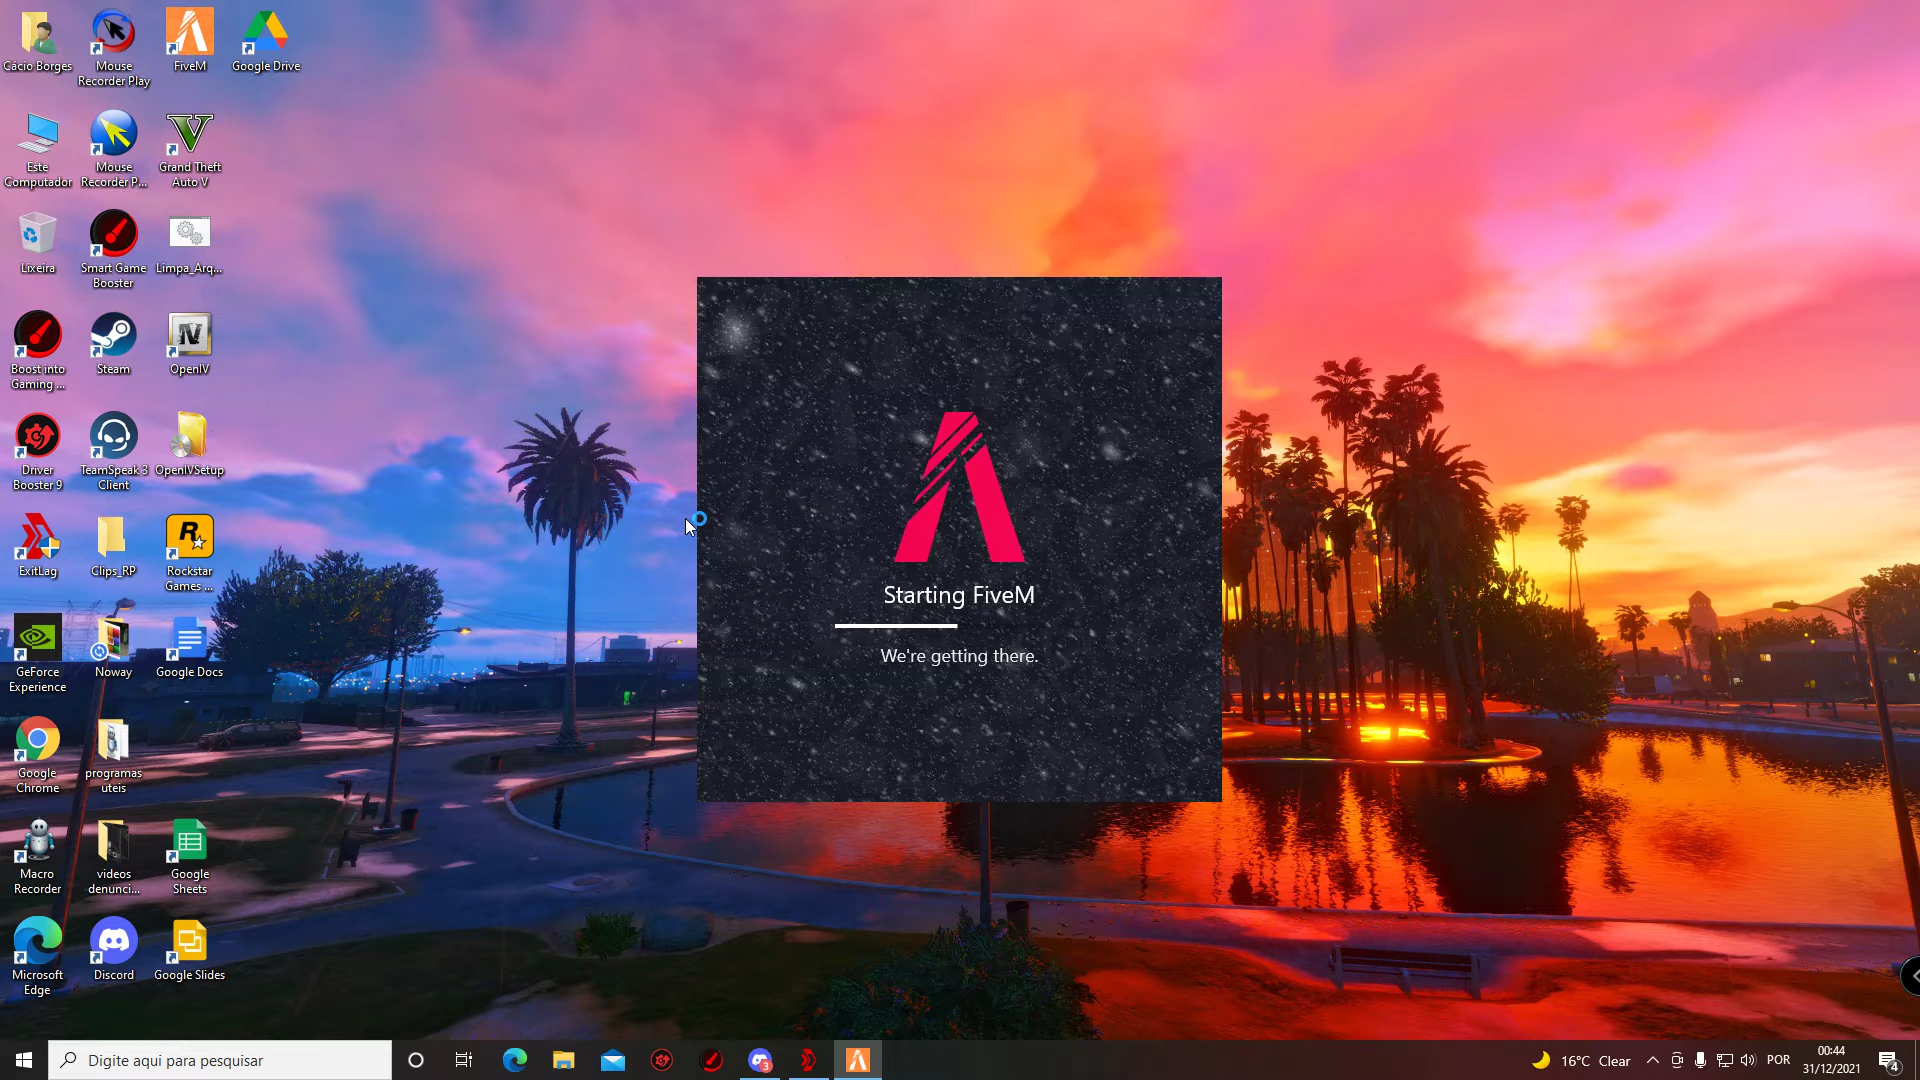 Cácio Borges
Mouse
Recorder Play
FiveM
Google Drive
Este
Computador
Mouse
Recorder P...
Grand Theft
Auto V
Lixeira
Smart Game
Booster
Limpa_Arq...
Boost into
Gaming ...
Steam
OpenIV
Driver
Booster 9
TeamSpeak 3
Client
OpenIVSetup
ExitLag
Clips_RP
Rockstar
Games ...
GeForce
Experience
Noway
Google Docs
Google
Chrome
programas
uteis
Macro
Recorder
videos
denunci...
Google
Sheets
Microsoft
Edge
Discord
Google Slides
Starting FiveM
We're getting there.
Digite aqui para pesquisar
3
16°C Clear
POR
00:44
31/12/2021
4